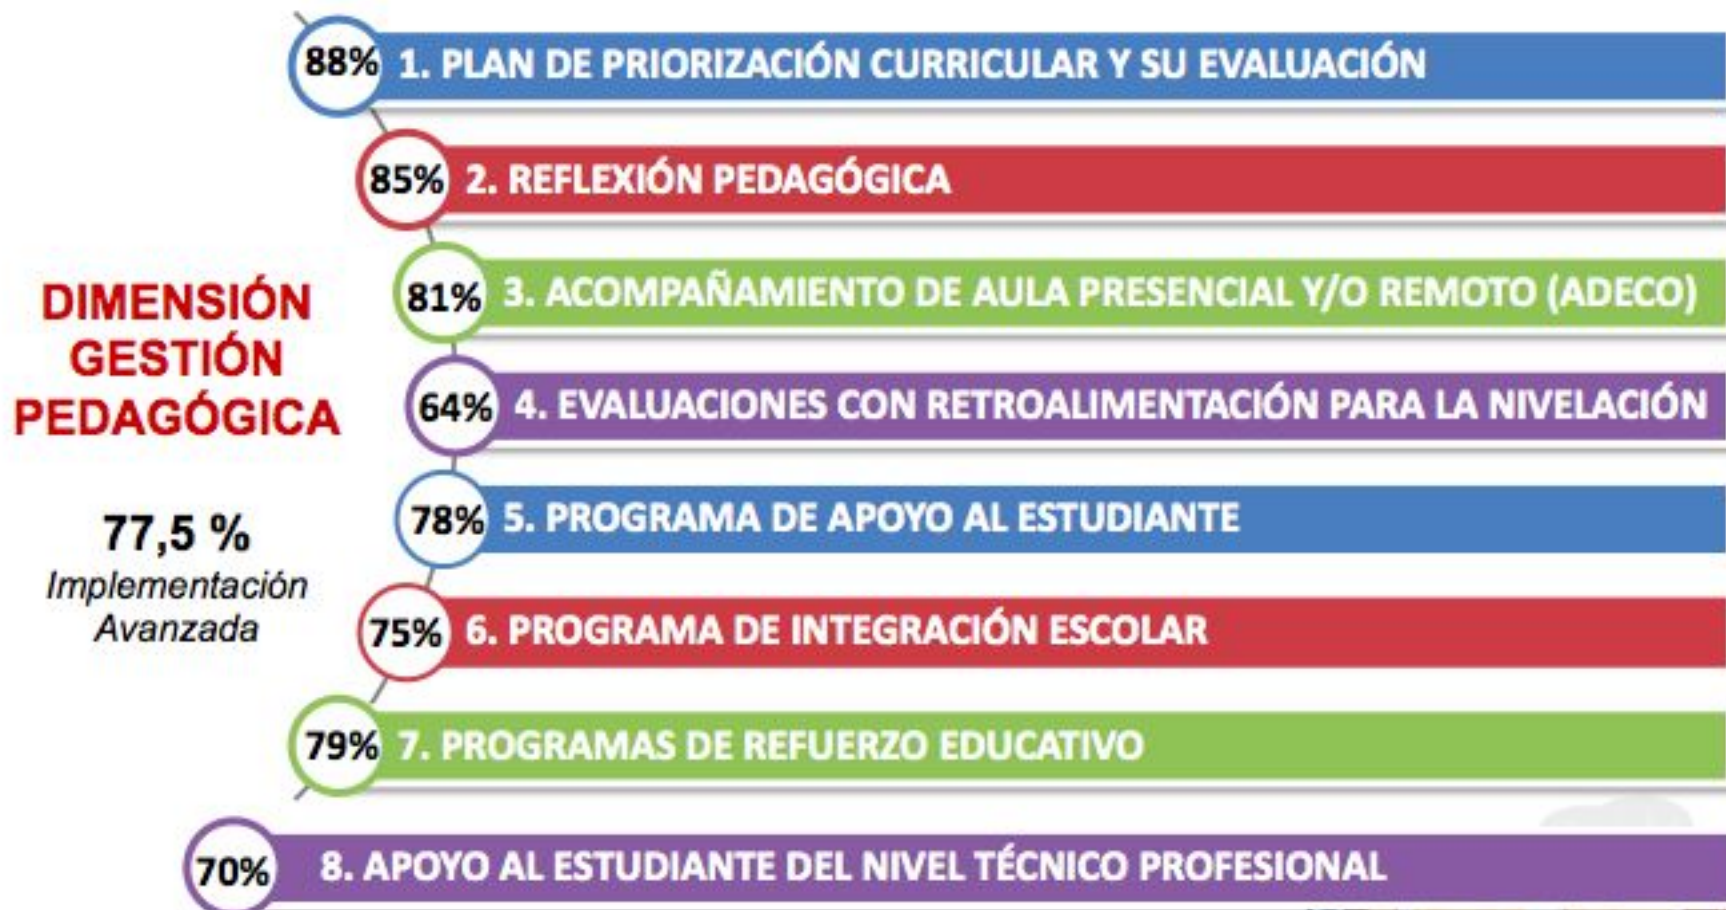 88% 1. PLAN DE PRIORIZACIÓN CURRICULAR Y SU EVALUACIÓN
85% 2. REFLEXIÓN PEDAGÓGICA
81% 3. ACOMPAÑAMIENTO DE AULA PRESENCIAL Y/O REMOTO (ADECO)
64% 4. EVALUACIONES CON RETROALIMENTACIÓN PARA LA NIVELACIÓN
78% 5. PROGRAMA DE APOYO AL ESTUDIANTE
75% 6. PROGRAMA DE INTEGRACIÓN ESCOLAR
79% 7. PROGRAMAS DE REFUERZO EDUCATIVO
70% 8. APOYO AL ESTUDIANTE DEL NIVEL TÉCNICO PROFESIONAL
DIMENSIÓN
GESTIÓN
PEDAGÓGICA
77,5 %
Implementación
Avanzada